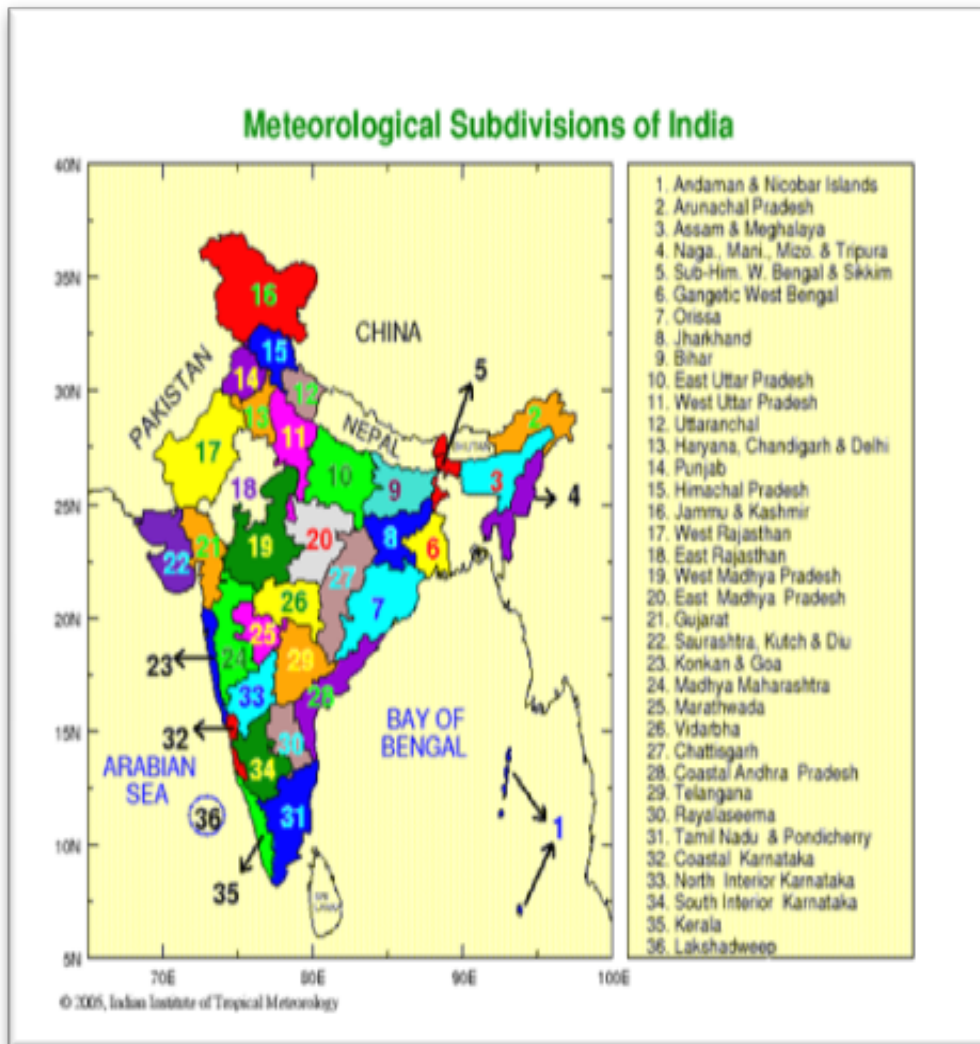 Meteorological Subdivisions of India
40N
35N
30N
25N
20N
15N
10N
5N
70E
80E
90E
100E
CHINA
PAKISTAN
NEPAL
BHUTAN
BAY OF
BENGAL
ARABIAN
SEA
SRI
LANKA
16
15
14
13
12
11
17
18
10
9
5
2
3
4
22
21
19
20
8
6
27
7
26
25
24
23
29
28
33
32
30
34
31
36
35
1
1. Andaman & Nicobar Islands
2. Arunachal Pradesh
3. Assam & Meghalaya
4. Naga., Mani., Mizo. & Tripura
5. Sub-Him. W. Bengal & Sikkim
6. Gangetic West Bengal
7. Orissa
8. Jharkhand
9. Bihar
10. East Uttar Pradesh
11. West Uttar Pradesh
12. Uttaranchal
13. Haryana, Chandigarh & Delhi
14. Punjab
15. Himachal Pradesh
16. Jammu & Kashmir
17. West Rajasthan
18. East Rajasthan
19. West Madhya Pradesh
20. East Madhya Pradesh
21. Gujarat
22. Saurashtra, Kutch & Diu
23. Konkan & Goa
24. Madhya Maharashtra
25. Marathwada
26. Vidarbha
27. Chattisgarh
28. Coastal Andhra Pradesh
29. Telangana
30. Rayalaseema
31. Tamil Nadu & Pondicherry
32. Coastal Karnataka
33. North Interior Karnataka
34. South Interior Karnataka
35. Kerala
36. Lakshadweep
© 2005, Indian Institute of Tropical Meteorology